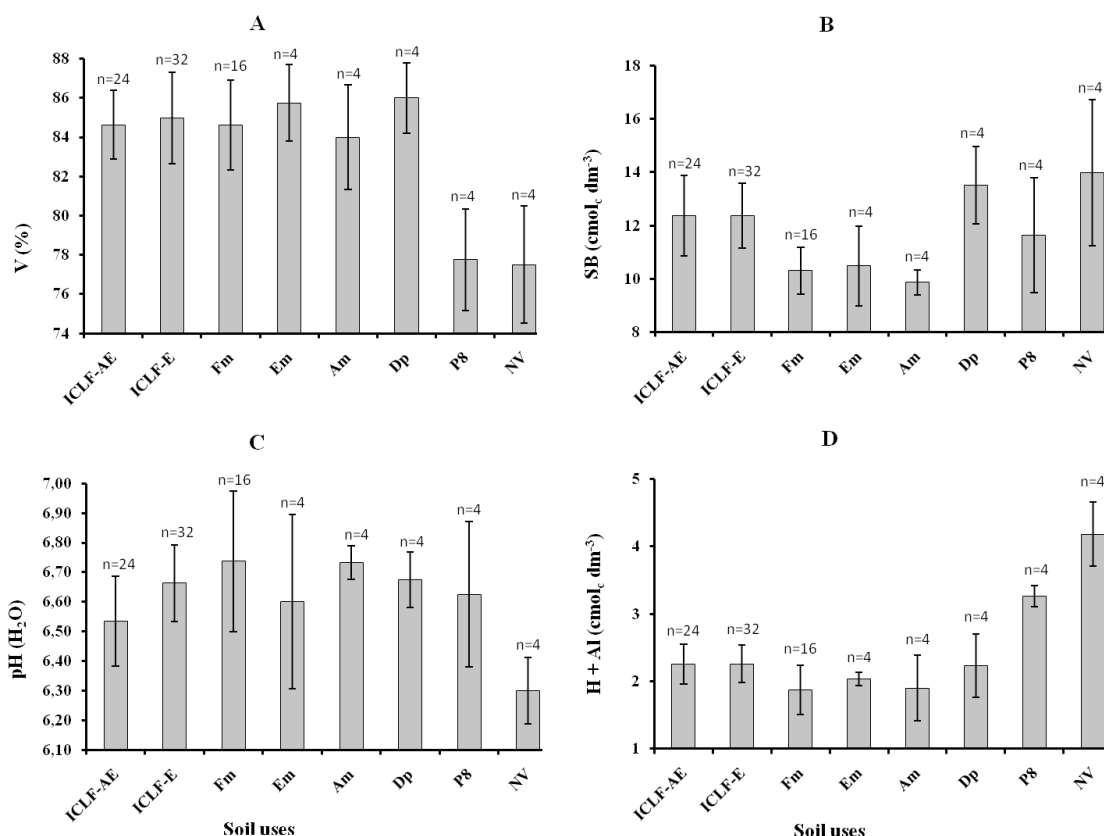 A
88
86
84
82
80
78
76
74
V (%)
n=24
n=32
n=16
n=4
n=4
n=4
n=4
n=4
ICLF-AE
ICLF-E
Fm
Em
Am
Dp
P8
NV
B
18
16
14
12
10
8
SB (cmolc dm-3)
n=24
n=32
n=16
n=4
n=4
n=4
n=4
n=4
ICLF-AE
ICLF-E
Fm
Em
Am
Dp
P8
NV
C
7,00
6,90
6,80
6,70
6,60
6,50
6,40
6,30
6,20
6,10
pH (H2O)
n=24
n=32
n=16
n=4
n=4
n=4
n=4
n=4
ICLF-AE
ICLF-E
Fm
Em
Am
Dp
P8
NV
Soil uses
D
5
4
3
2
1
H + Al (cmolc dm-3)
n=24
n=32
n=16
n=4
n=4
n=4
n=4
n=4
ICLF-AE
ICLF-E
Fm
Em
Am
Dp
P8
NV
Soil uses